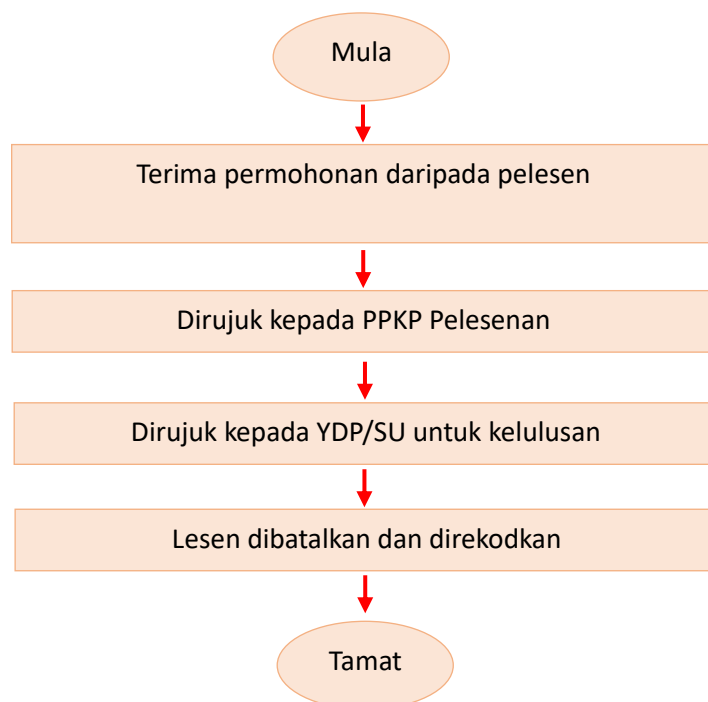 Mula
Terima permohonan daripada pelesen
Dirujuk kepada PPKP Pelesenan
Dirujuk kepada YDP/SU untuk kelulusan
Lesen dibatalkan dan direkodkan
Tamat